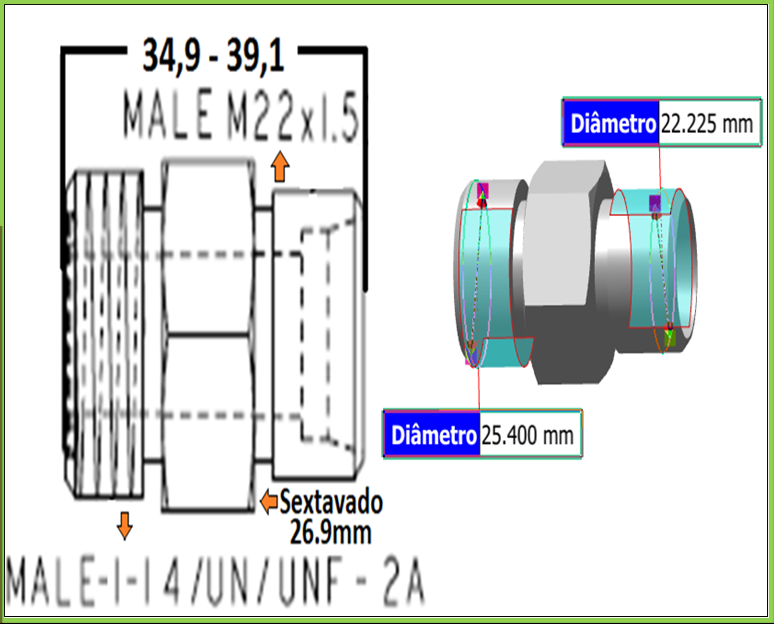 34,9 - 39,1
MALE M22x1.5
Diâmetro 22.225 mm
Diâmetro 25.400 mm
Sextavado
26.9mm
MALE-1-14/UN/UNF-2A